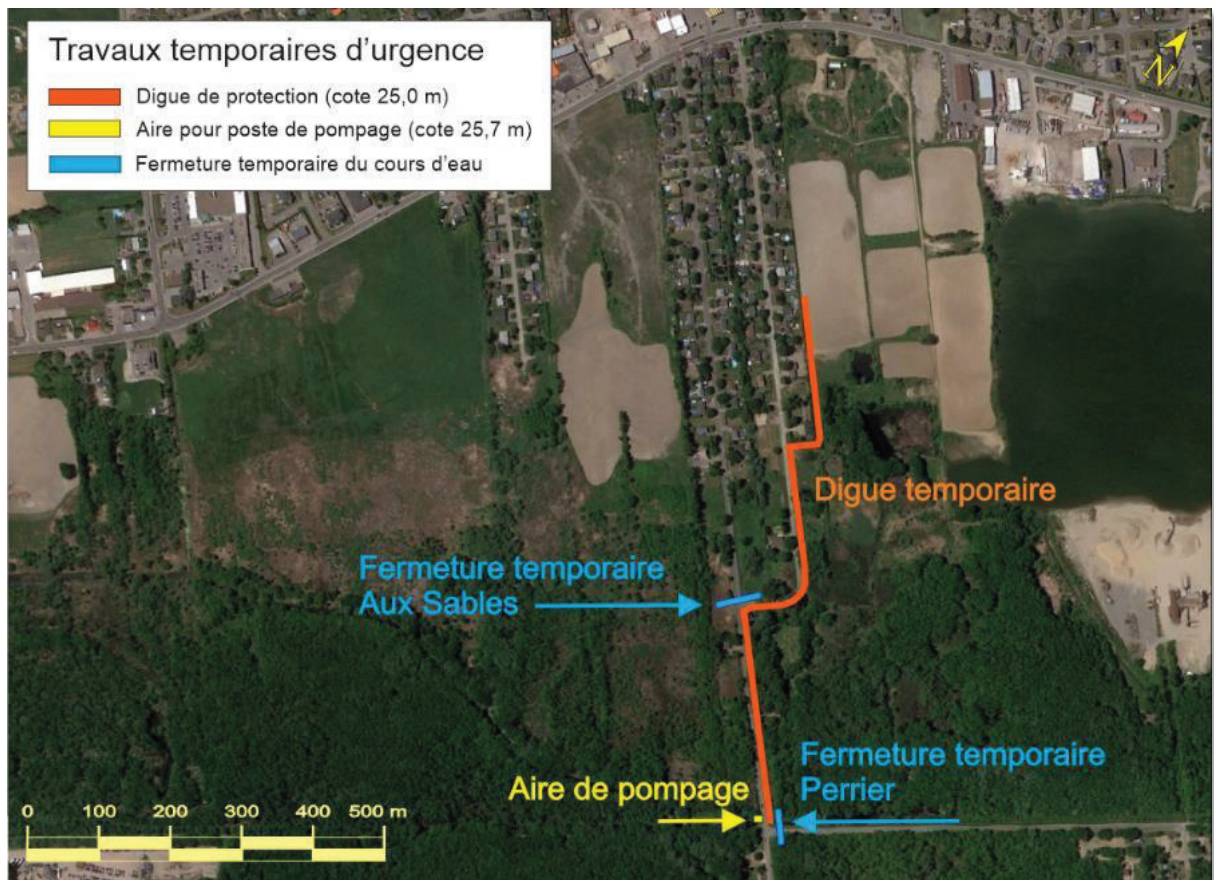 Travaux temporaires d'urgence
Digue de protection (cote 25,0 m)
Aire pour poste de pompage (cote 25,7 m)
Fermeture temporaire du cours d'eau
N
Digue temporaire
Fermeture temporaire
Aux Sables
Fermeture temporaire
Perrier
Aire de pompage
0 100 200 300 400 500 m